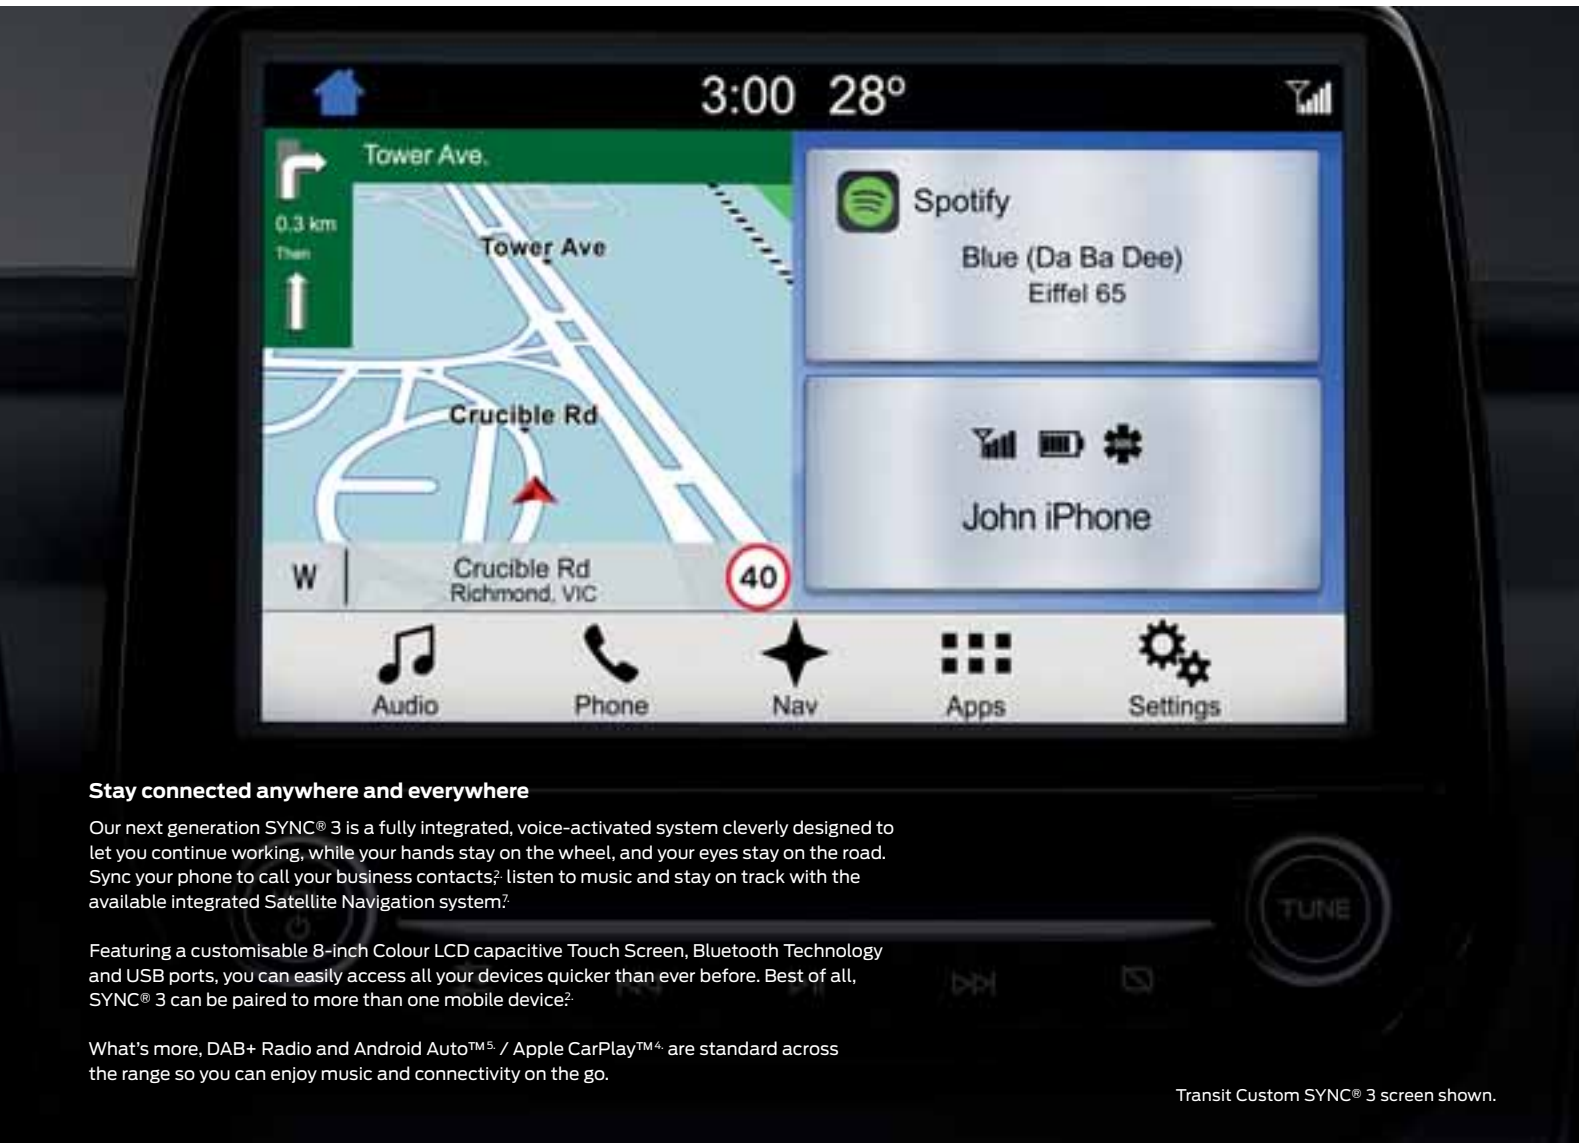 3:00 28°
Tower Ave.
0.3 km
Then
Tower Ave
Crucible Rd
W
Crucible Rd
Richmond, VIC
40
Spotify
Blue (Da Ba Dee)
Eiffel 65
John iPhone
Audio Phone Nav Apps Settings
Stay connected anywhere and everywhere
Our next generation SYNC® 3 is a fully integrated, voice-activated system cleverly designed to
let you continue working, while your hands stay on the wheel, and your eyes stay on the road.
Sync your phone to call your business contacts,2. listen to music and stay on track with the
available integrated Satellite Navigation system.7.
Featuring a customisable 8-inch Colour LCD capacitive Touch Screen, Bluetooth Technology
and USB ports, you can easily access all your devices quicker than ever before. Best of all,
SYNC® 3 can be paired to more than one mobile device.2.
What's more, DAB+ Radio and Android Auto™5. / Apple CarPlay™4. are standard across
the range so you can enjoy music and connectivity on the go.
TUNE
Transit Custom SYNC® 3 screen shown.